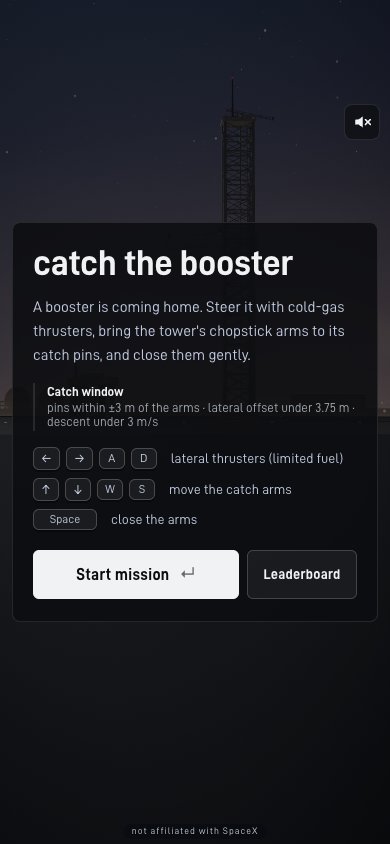 catch the booster
A booster is coming home. Steer it with cold-gas
thrusters, bring the tower's chopstick arms to its
catch pins, and close them gently.
Catch window
pins within ±3 m of the arms · lateral offset under 3.75 m ·
descent under 3 m/s
← → A D lateral thrusters (limited fuel)
↑ ↓ W S move the catch arms
Space close the arms
Start mission ↵ Leaderboard
not affiliated with SpaceX